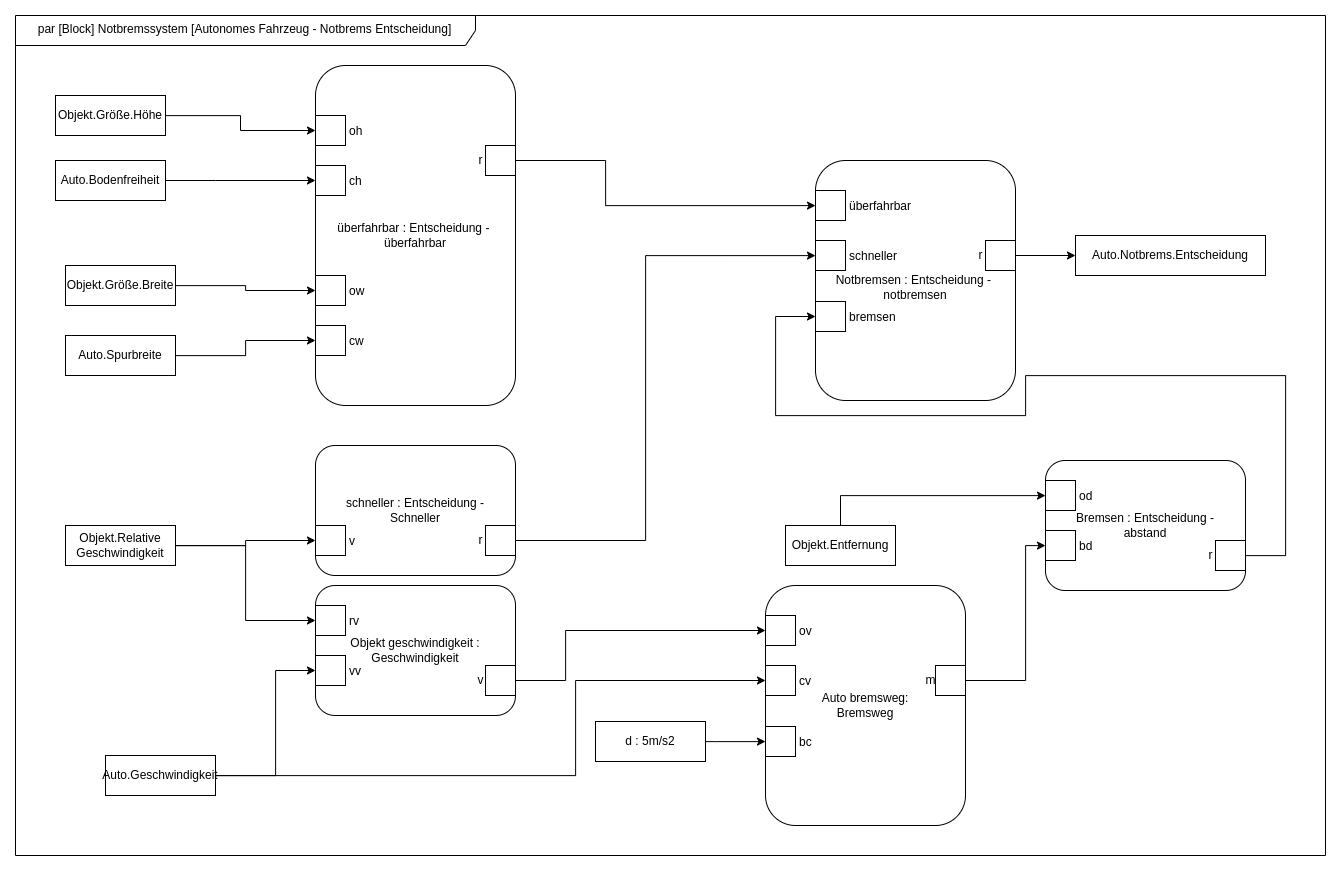 par [Block] Notbremssystem [Autonomes Fahrzeug - Notbrems Entscheidung]
Objekt.Größe.Höhe
oh
Auto.Bodenfreiheit
ch
r
überfahrbar : Entscheidung -
überfahrbar
Objekt.Größe.Breite
ow
Auto.Spurbreite
cw
überfahrbar
schneller
r
Notbremsen : Entscheidung -
notbremsen
bremsen
Auto.Notbrems.Entscheidung
schneller : Entscheidung -
Schneller
Objekt.Relative
Geschwindigkeit
v
r
rv
Objekt geschwindigkeit :
Geschwindigkeit
vv
v
Auto.Geschwindigkeit
Objekt.Entfernung
od
Bremsen : Entscheidung -
abstand
bd
r
ov
cv
m
Auto bremsweg:
Bremsweg
d : 5m/s2
bc